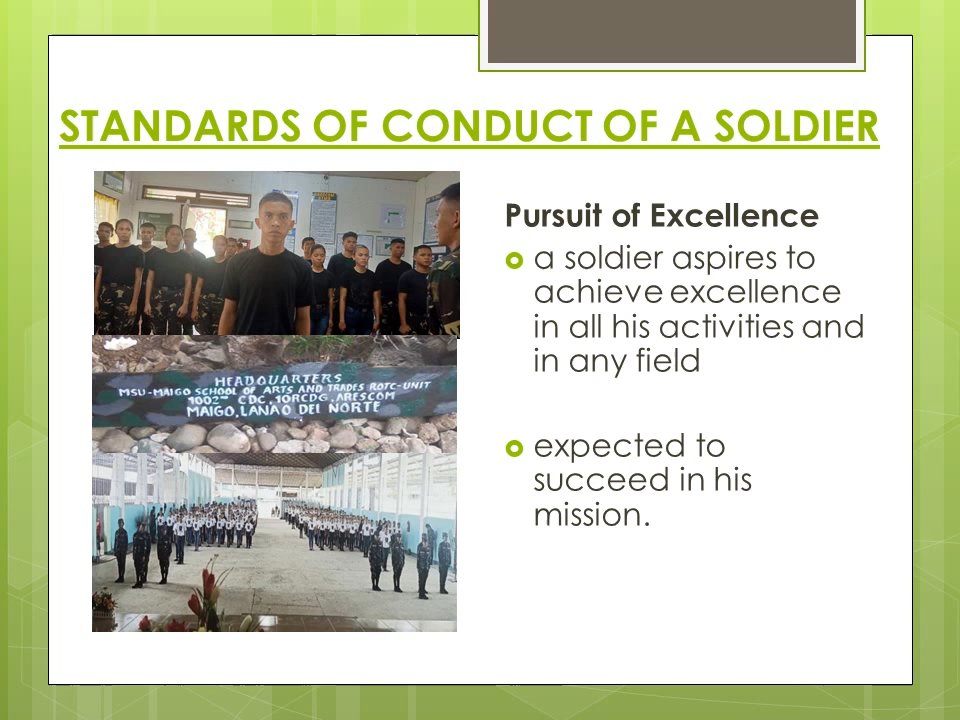 STANDARDS OF CONDUCT OF A SOLDIER
Pursuit of Excellence
a soldier aspires to
achieve excellence
in all his activities and
in any field
expected to
succeed in his
mission.
HEADQUARTERS
MSU-MAIGO SCHOOL OF ARTS AND TRADES ROTC-UNIT
1002ND CDC, 10RCDG, ARESCOM
MAIGO, LANAO DEL NORTE